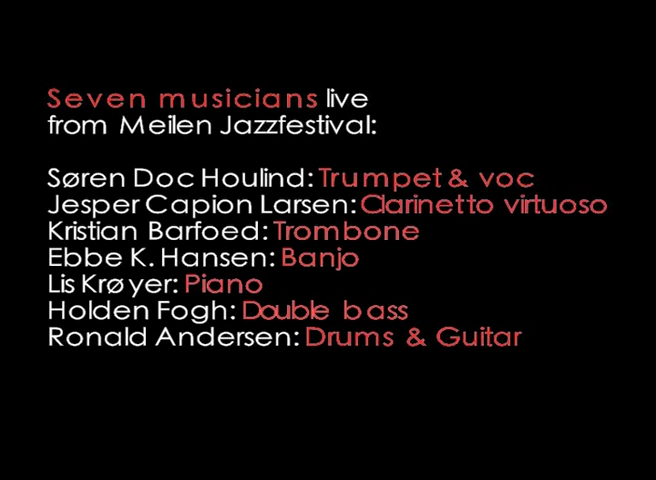 Seven musicians live
from Meilen Jazzfestival:
Søren Doc Houlind: Trumpet & voc
Jesper Capion Larsen: Clarinetto virtuoso
Kristian Barfoed: Trombone
Ebbe K. Hansen: Banjo
Lis Krøyer: Piano
Holden Fogh: Double bass
Ronald Andersen: Drums & Guitar